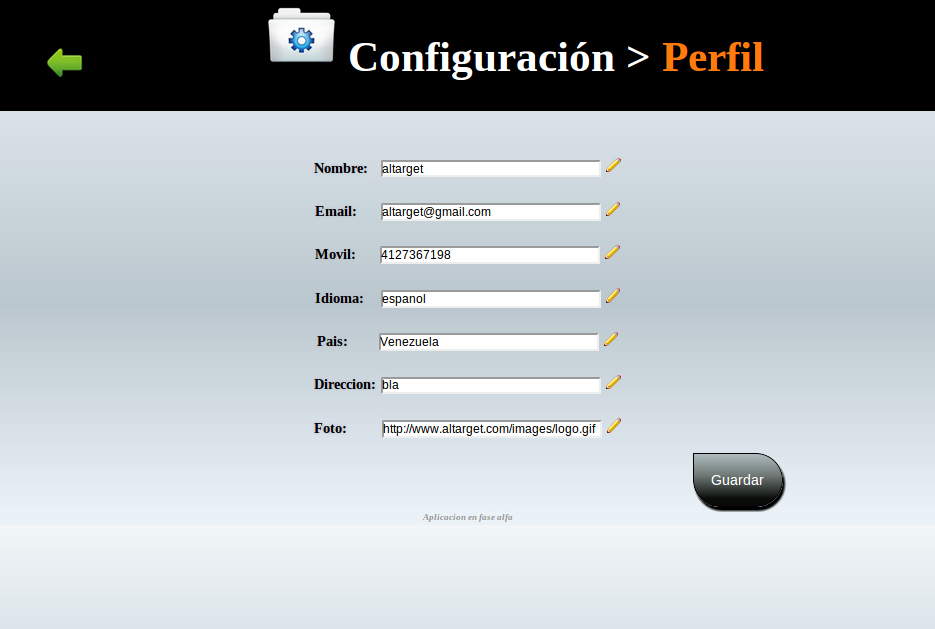 Configuración > Perfil
Nombre: altarget
Email: altarget@gmail.com
Movil: 4127367198
Idioma: espanol
Pais: Venezuela
Direccion: bla
Foto: http://www.altarget.com/images/logo.gif
Guardar
Aplicacion en fase alfa